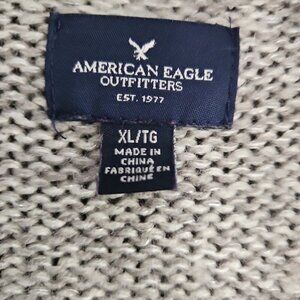 AMERICAN EAGLE
OUTFITTERS
EST. 1977
XL/TG
MADE IN
CHINA
FABRIQUÉ EN
CHINE